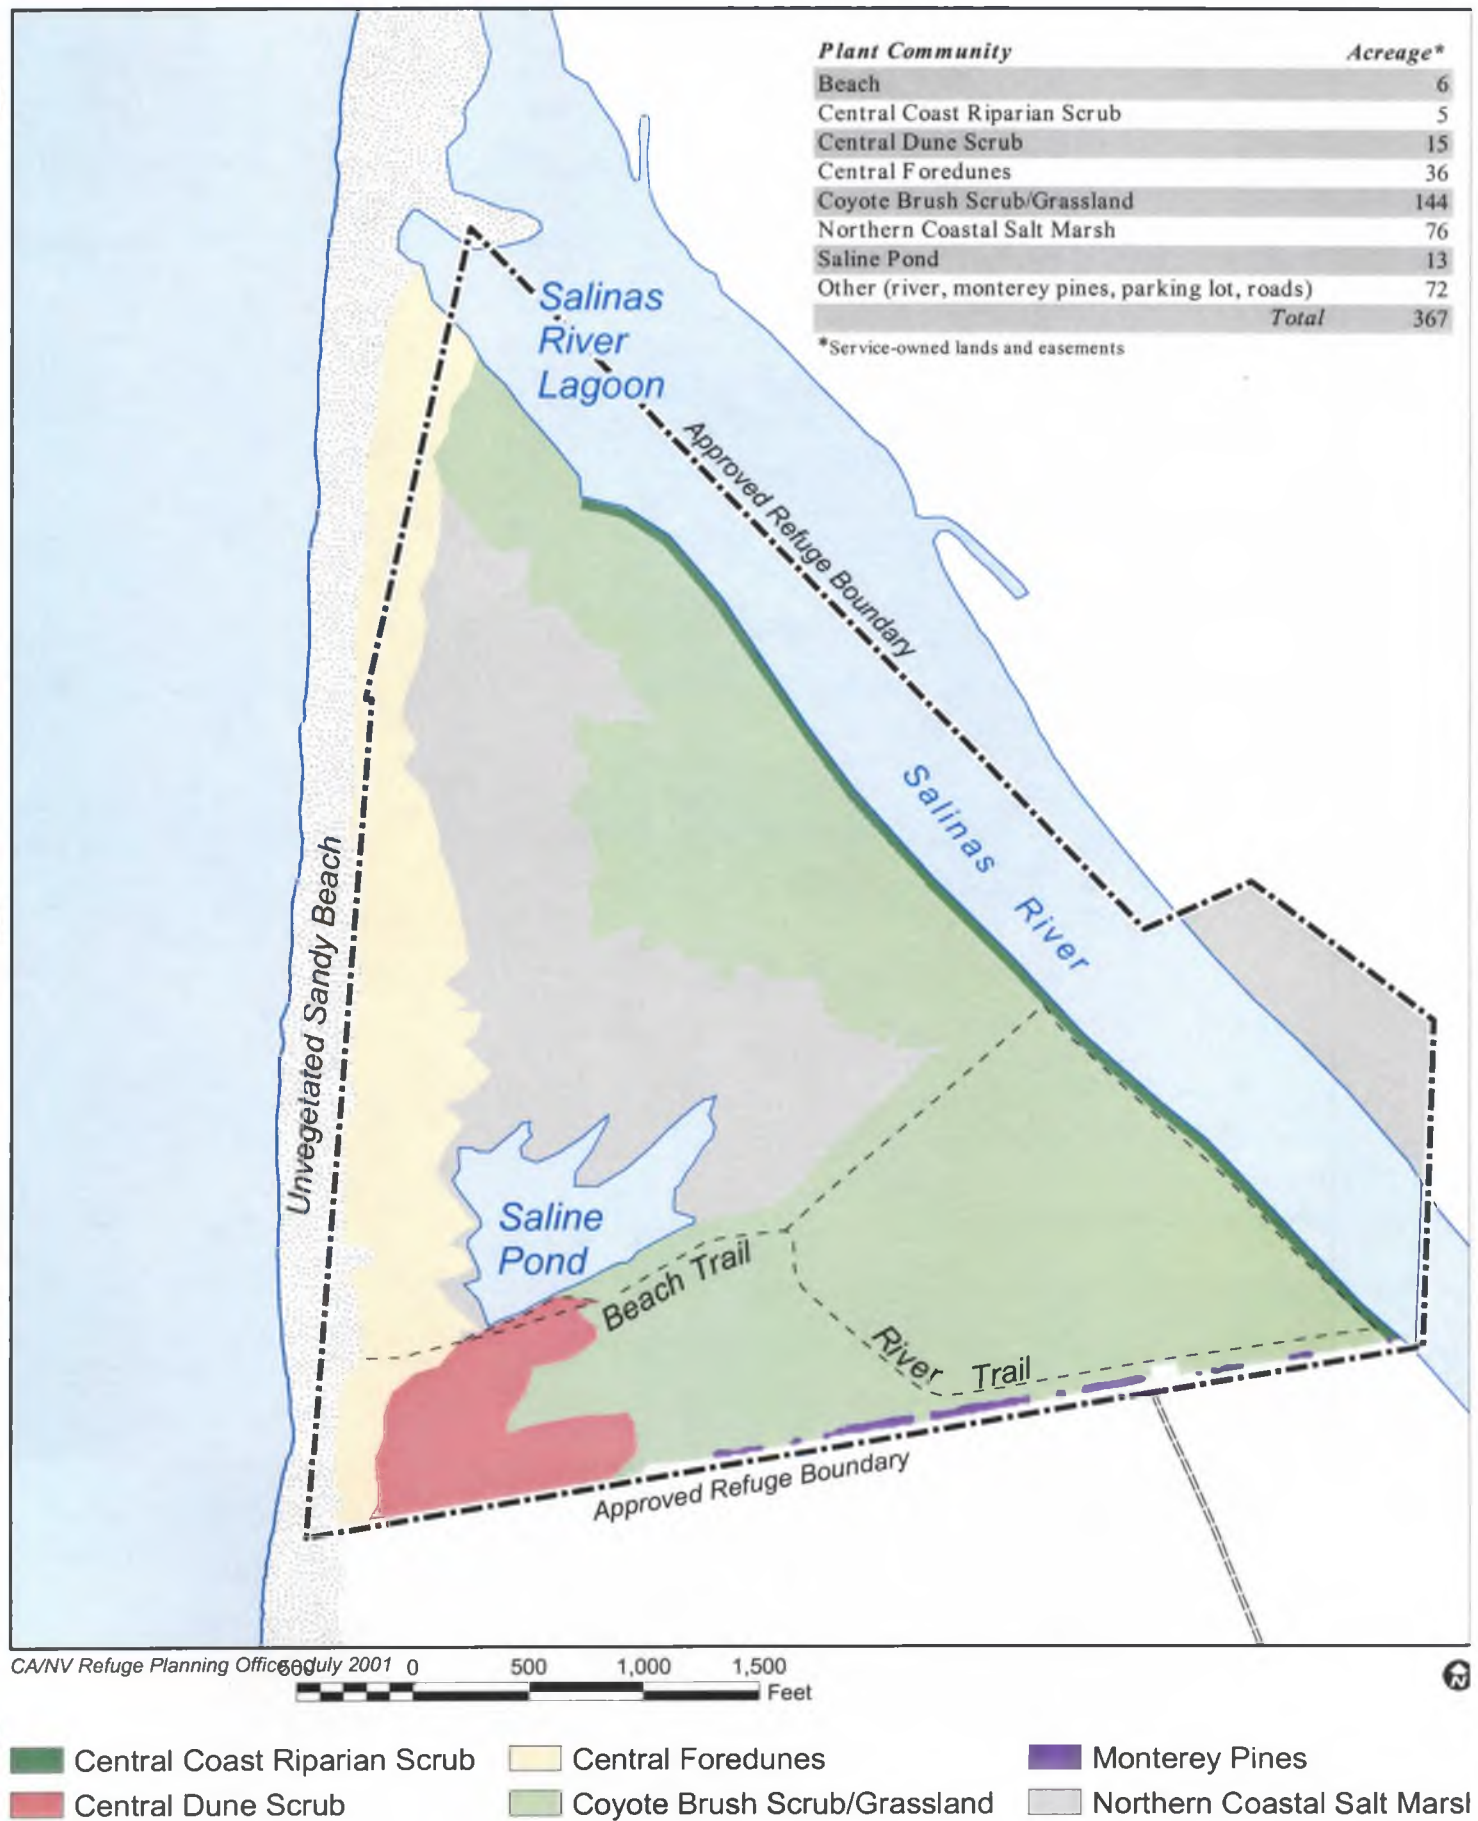 Plant Community Acreage*
Beach 6
Central Coast Riparian Scrub 5
Central Dune Scrub 15
Central Foredunes 36
Coyote Brush Scrub/Grassland 144
Northern Coastal Salt Marsh 76
Saline Pond 13
Other (river, monterey pines, parking lot, roads) 72
Total 367
*Service-owned lands and easements
Salinas
River
Lagoon
Approved Refuge Boundary
Salinas River
Unvegetated Sandy Beach
Saline
Pond
Beach Trail
River Trail
Approved Refuge Boundary
CA/NV Refuge Planning Office July 2001
500 0 500 1,000 1,500
Feet
N
Central Coast Riparian Scrub
Central Foredunes
Monterey Pines
Central Dune Scrub
Coyote Brush Scrub/Grassland
Northern Coastal Salt Mars